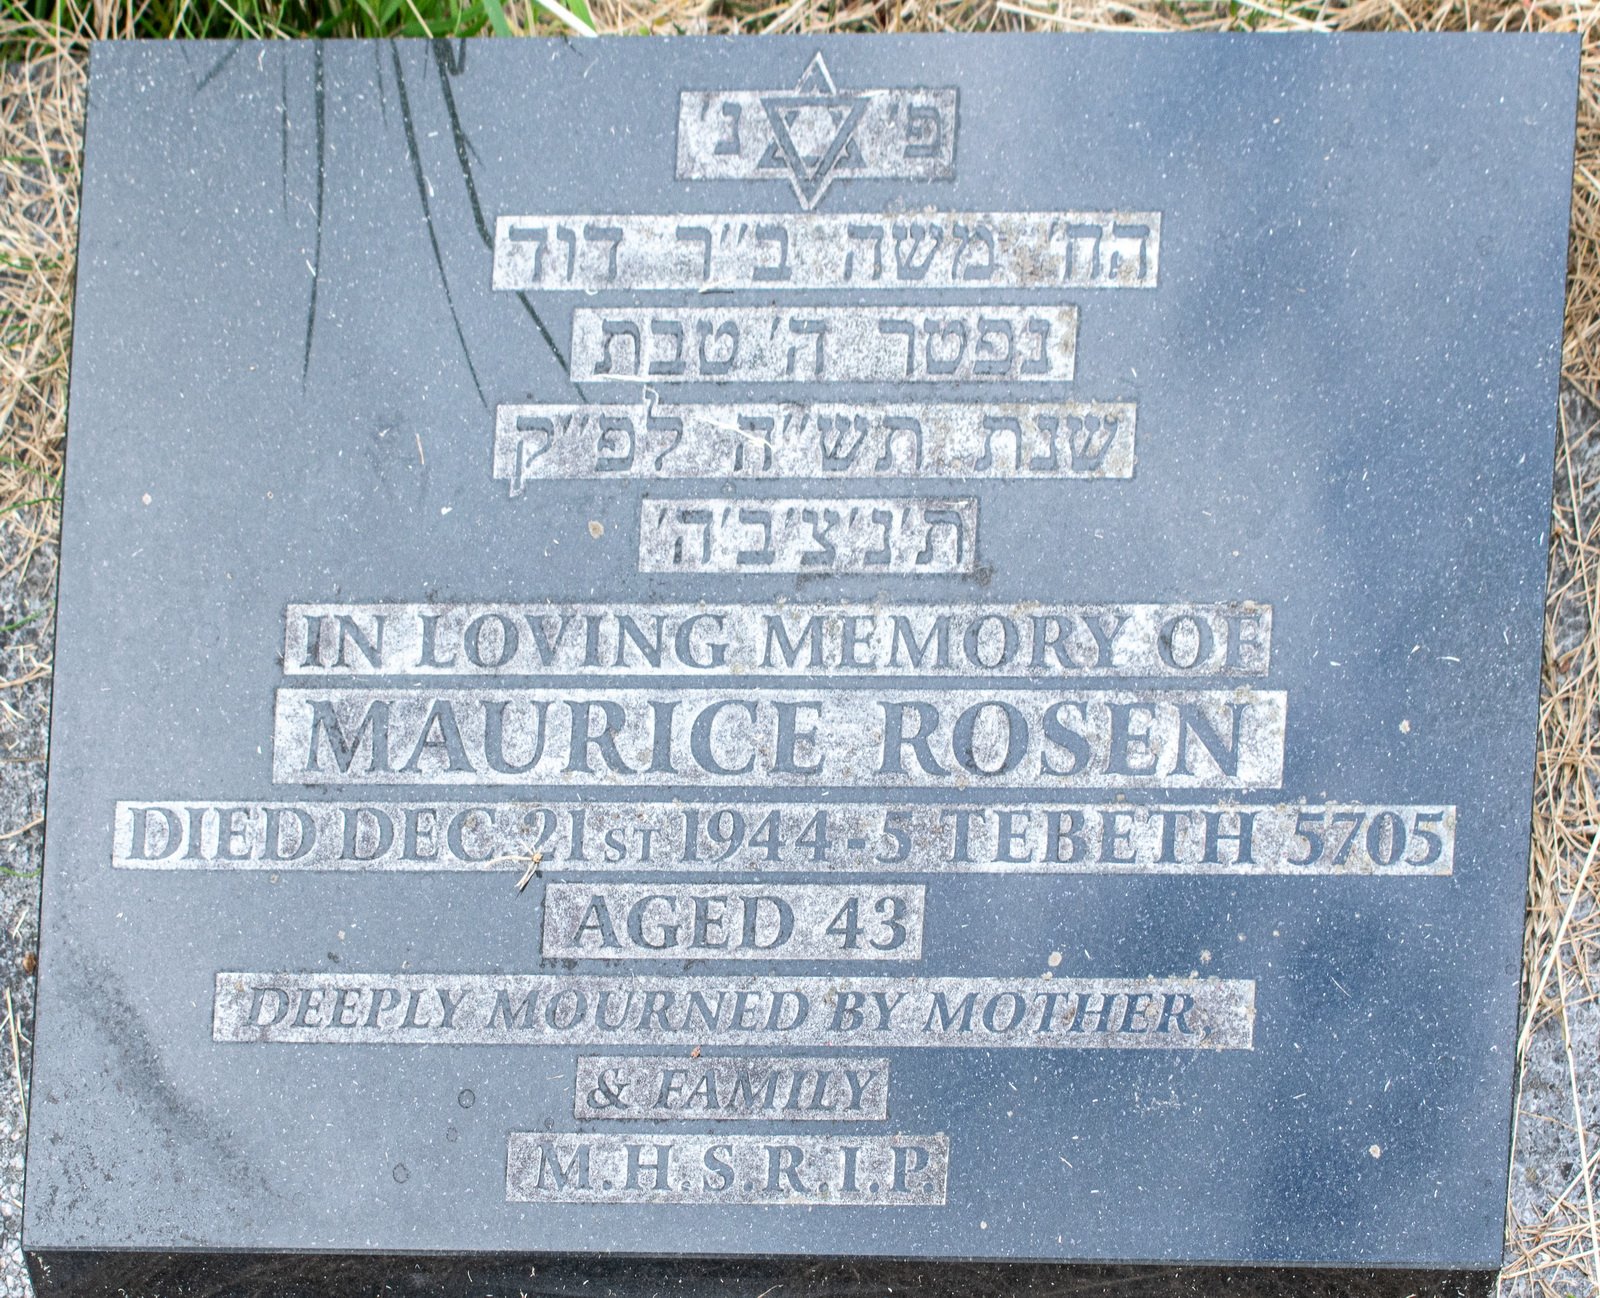 פ' נ
הח' משה ב"ר דוד
נפטר ה' טבת
שנת תש"ה לפ"ק
ת'נ'צ'ב'ה'
IN LOVING MEMORY OF
MAURICE ROSEN
DIED DEC 21ST 1944-5 TEBETH 5705
AGED 43
DEEPLY MOURNED BY MOTHER,
& FAMILY
M.H.S.R.I.P.